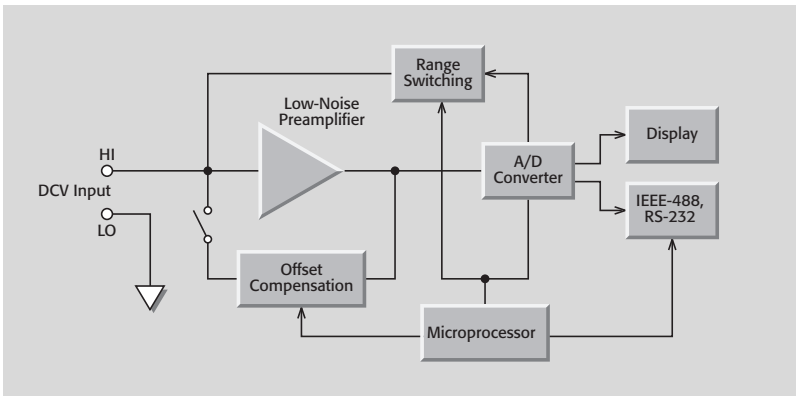 Range
Switching
Low-Noise
Preamplifier
HI
DCV Input
LO
A/D
Converter
Display
IEEE-488,
RS-232
Offset
Compensation
Microprocessor